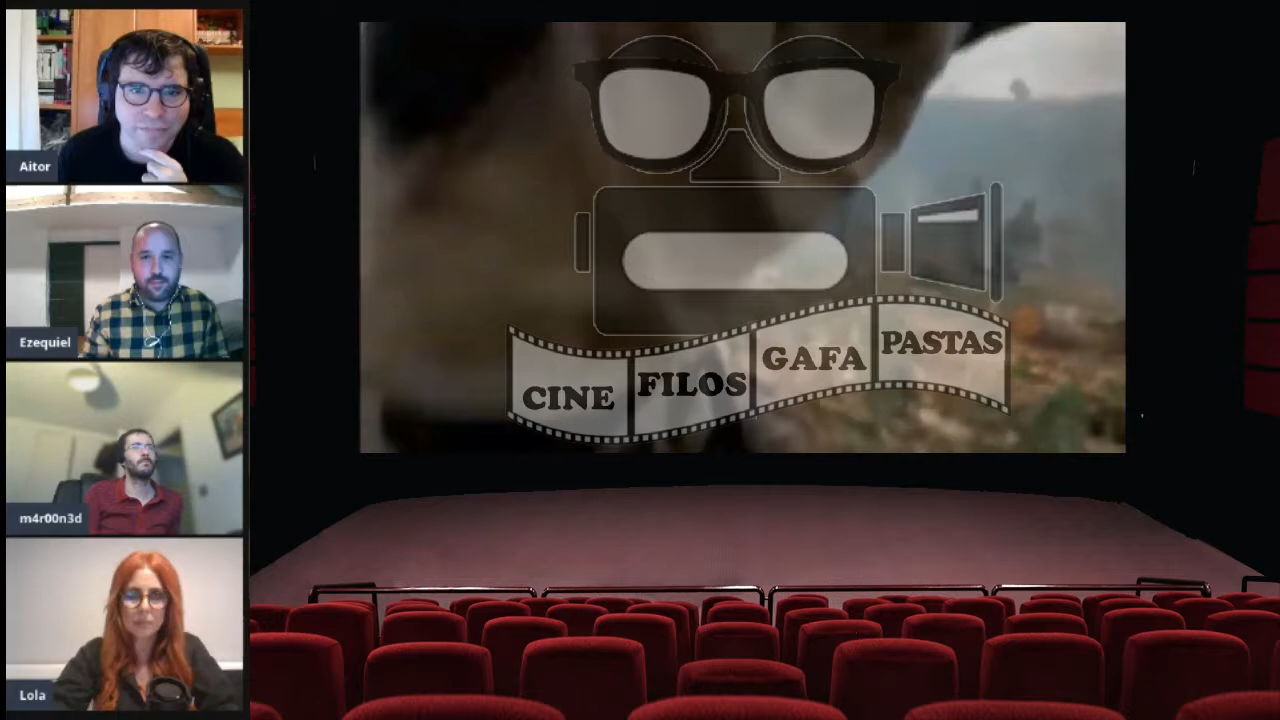 Aitor
Ezequiel
m4r00n3d
Lola
CINE FILOS GAFA PASTAS